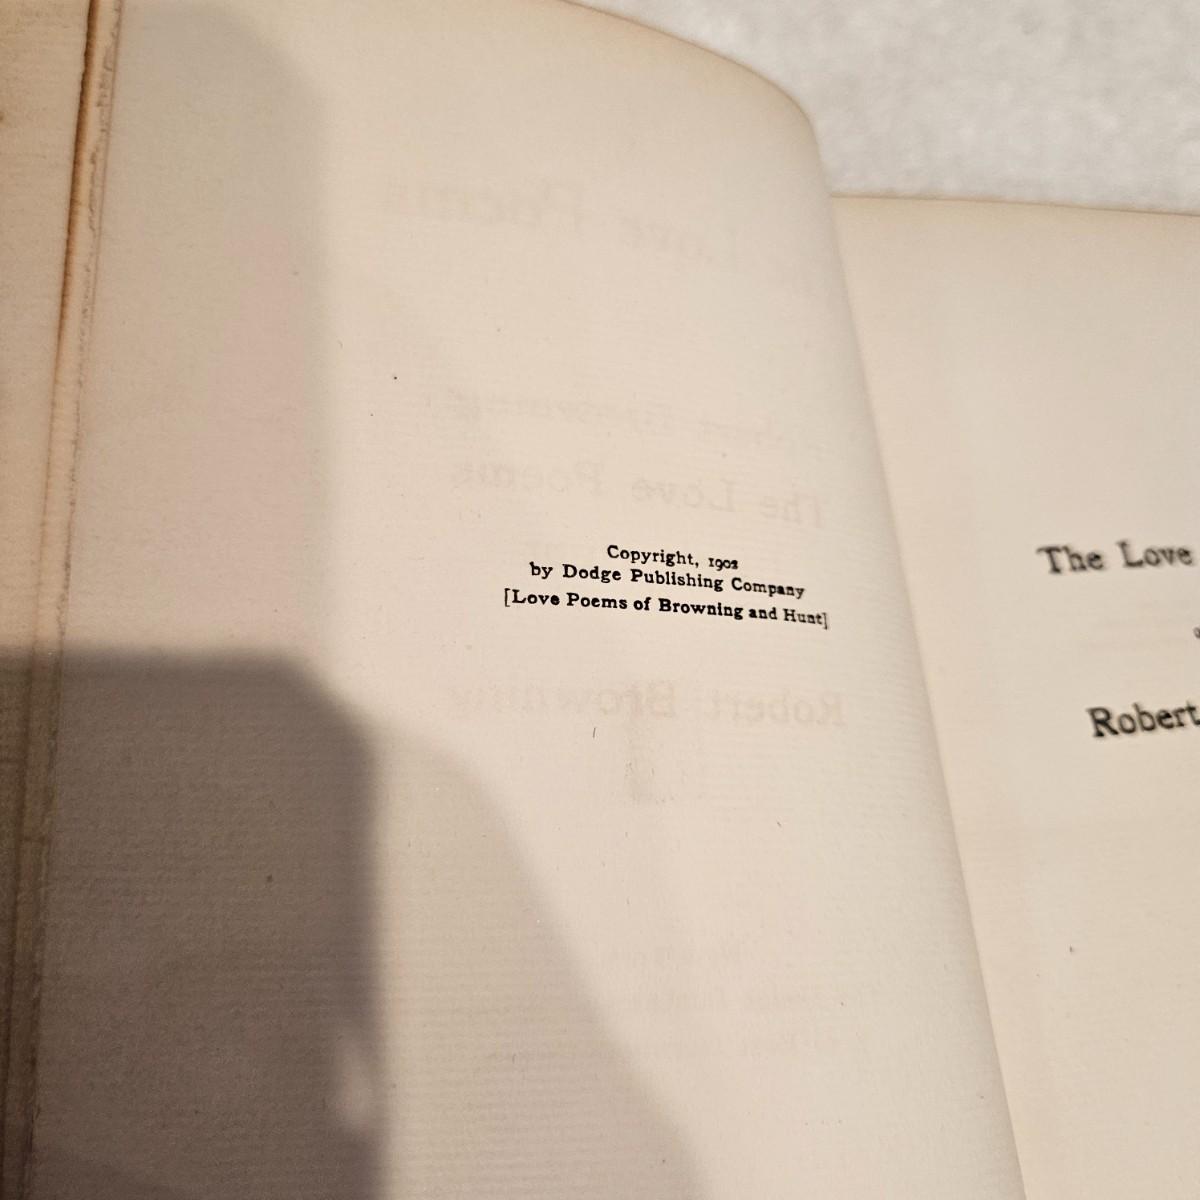 Copyright, 1902
by Dodge Publishing Company
[Love Poems of Browning and Hunt]
The Love
Robert